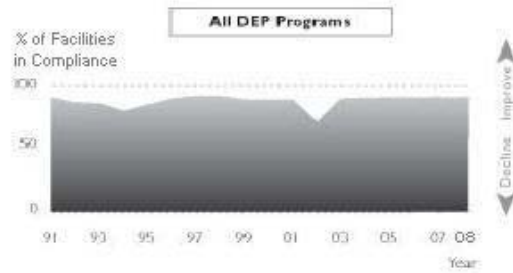 All DEP Programs
% of Facilities
in Compliance
100
50
0
91 93 95 97 99 01 03 05 07 08
Year
Decline Improve